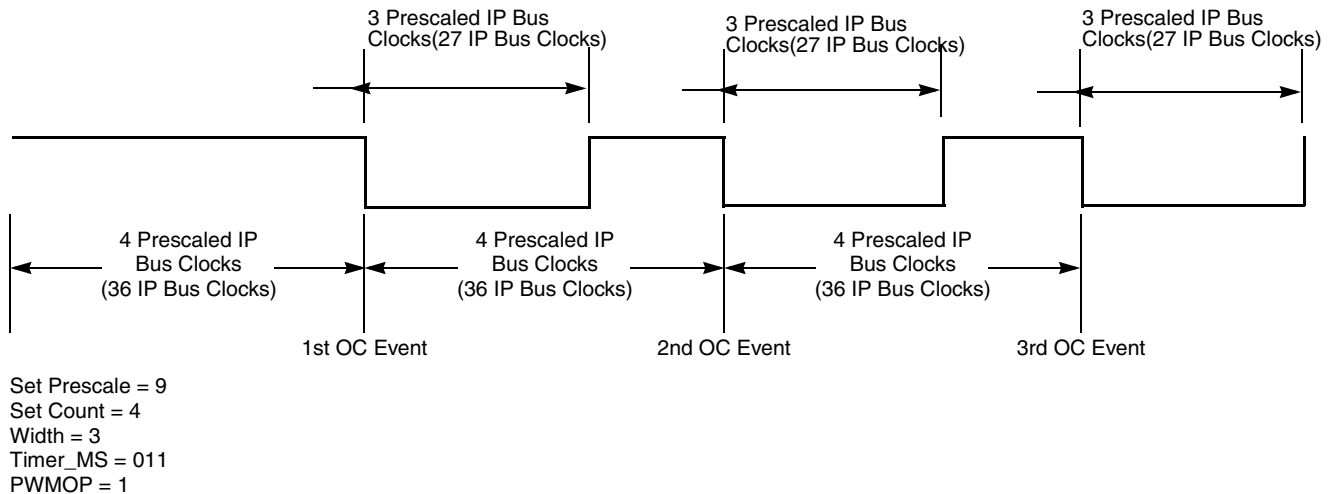 3 Prescaled IP Bus
Clocks(27 IP Bus Clocks)
3 Prescaled IP Bus
Clocks(27 IP Bus Clocks)
3 Prescaled IP Bus
Clocks(27 IP Bus Clocks)
4 Prescaled IP
Bus Clocks
(36 IP Bus Clocks)
4 Prescaled IP
Bus Clocks
(36 IP Bus Clocks)
4 Prescaled IP
Bus Clocks
(36 IP Bus Clocks)
1st OC Event
2nd OC Event
3rd OC Event
Set Prescale = 9
Set Count = 4
Width = 3
Timer_MS = 011
PWMOP = 1